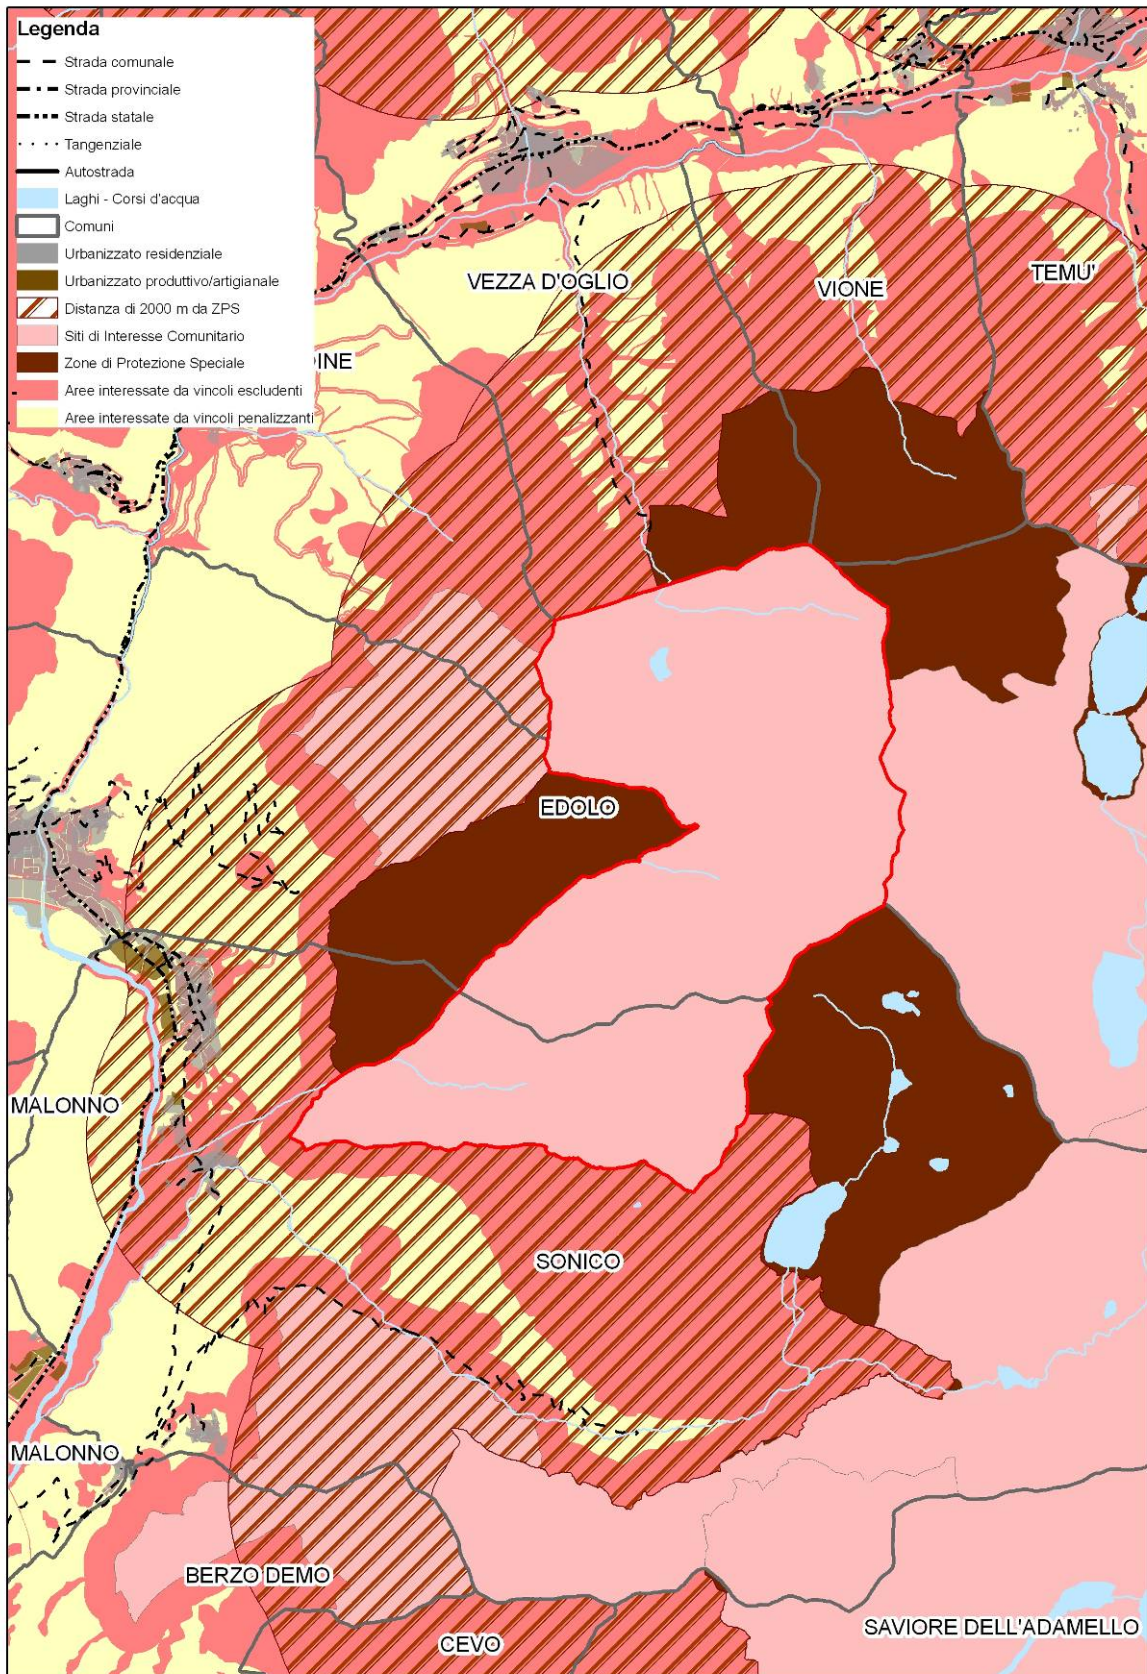 Legenda
Strada comunale
Strada provinciale
Strada statale
Tangenziale
Autostrada
Laghi - Corsi d'acqua
Comuni
Urbanizzato residenziale
Urbanizzato produttivo/artigianale
Distanza di 2000 m da ZPS
Siti di Interesse Comunitario
Zone di Protezione Speciale
Aree interessate da vincoli escludenti
Aree interessate da vincoli penalizzanti
VEZZA D'OGLIO
VIONE
TEMU'
DINE
EDOLO
MALONNO
SONICO
MALONNO
BERZO DEMO
CEVO
SAVIORE DELL'ADAMELLO